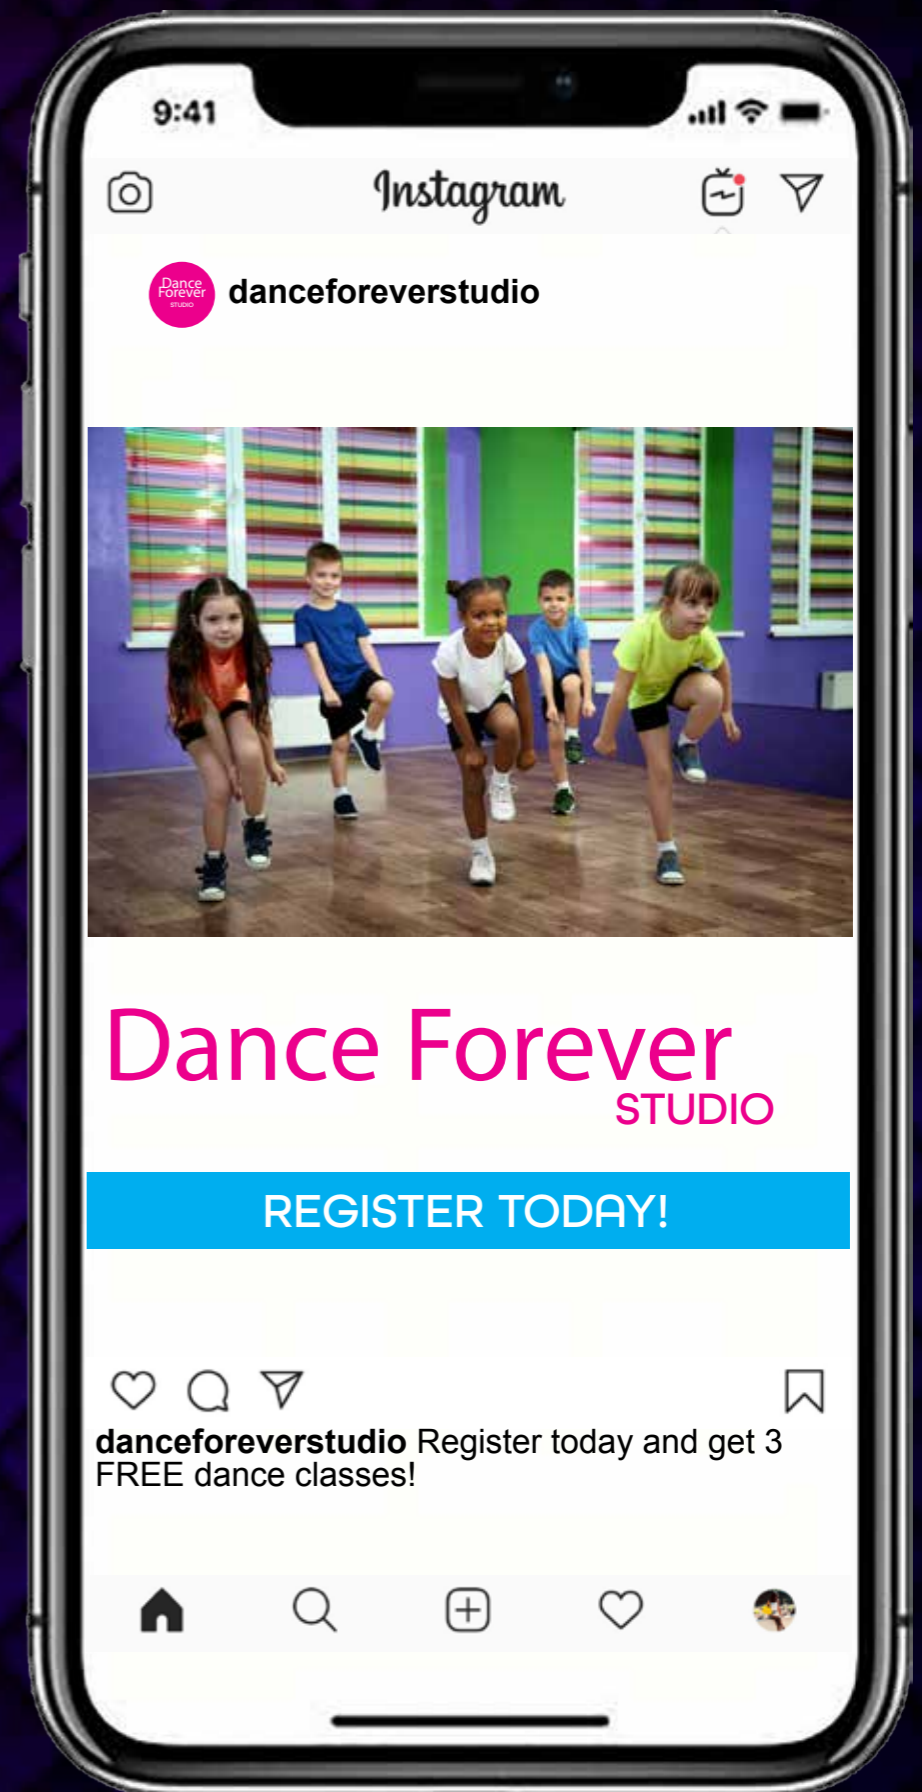 9:41
Instagram
Dance
Forever
STUDIO
danceforeverstudio
Dance Forever
STUDIO
REGISTER TODAY!
danceforeverstudio Register today and get 3
FREE dance classes!